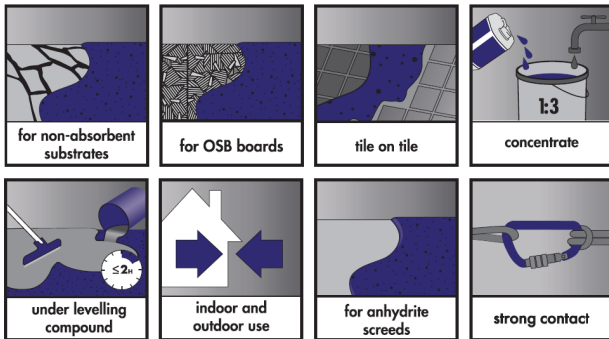 for non-absorbent
substrates
for OSB boards
tile on tile
1:3
concentrate
≤2H
under levelling
compound
indoor and
outdoor use
for anhydrite
screeds
strong contact